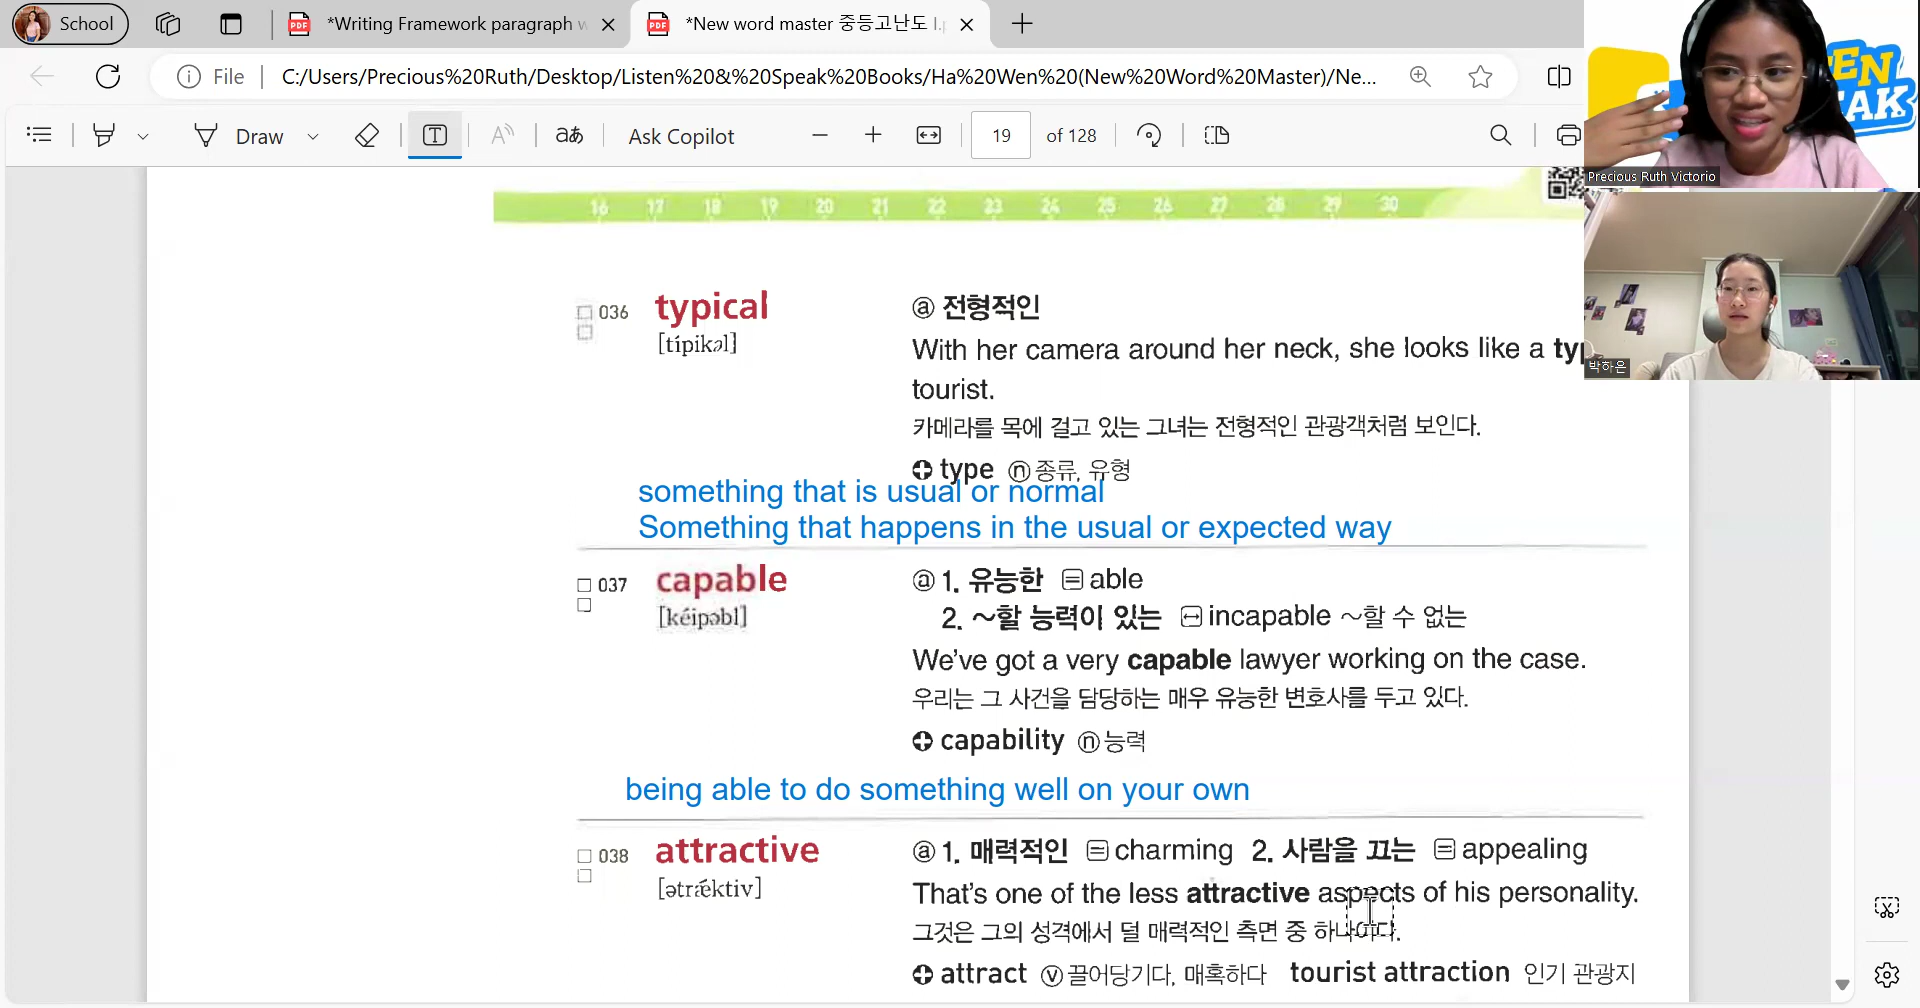 School
*Writing Framework paragraph w
*New word master 중등고난도 I.p
File
C:/Users/Precious%20Ruth/Desktop/Listen%20&%20Speak%20Books/Ha%20Wen%20(New%20Word%20Master)/Ne...
Draw
aあ
Ask Copilot
19 of 128
EN
EAK
Precious Ruth Victorio
박하은
16 17 18 19 20 21 22 23 24 25 26 27 28 29 30
036 typical ⓐ 전형적인
[típikəl]
With her camera around her neck, she looks like a typ
tourist.
카메라를 목에 걸고 있는 그녀는 전형적인 관광객처럼 보인다.
type ⓝ 종류, 유형
something that is usual or normal
Something that happens in the usual or expected way
037 capable ⓐ 1. 유능한 = able
[kéipəbl] 2. ~할 능력이 있는 ↔ incapable ~할 수 없는
We've got a very capable lawyer working on the case.
우리는 그 사건을 담당하는 매우 유능한 변호사를 두고 있다.
capability ⓝ 능력
being able to do something well on your own
038 attractive ⓐ 1. 매력적인 = charming 2. 사람을 끄는 = appealing
[ətrǽktiv] That's one of the less attractive aspects of his personality.
그것은 그의 성격에서 덜 매력적인 측면 중 하나이다.
attract ⓥ 끌어당기다, 매혹하다 tourist attraction 인기 관광지